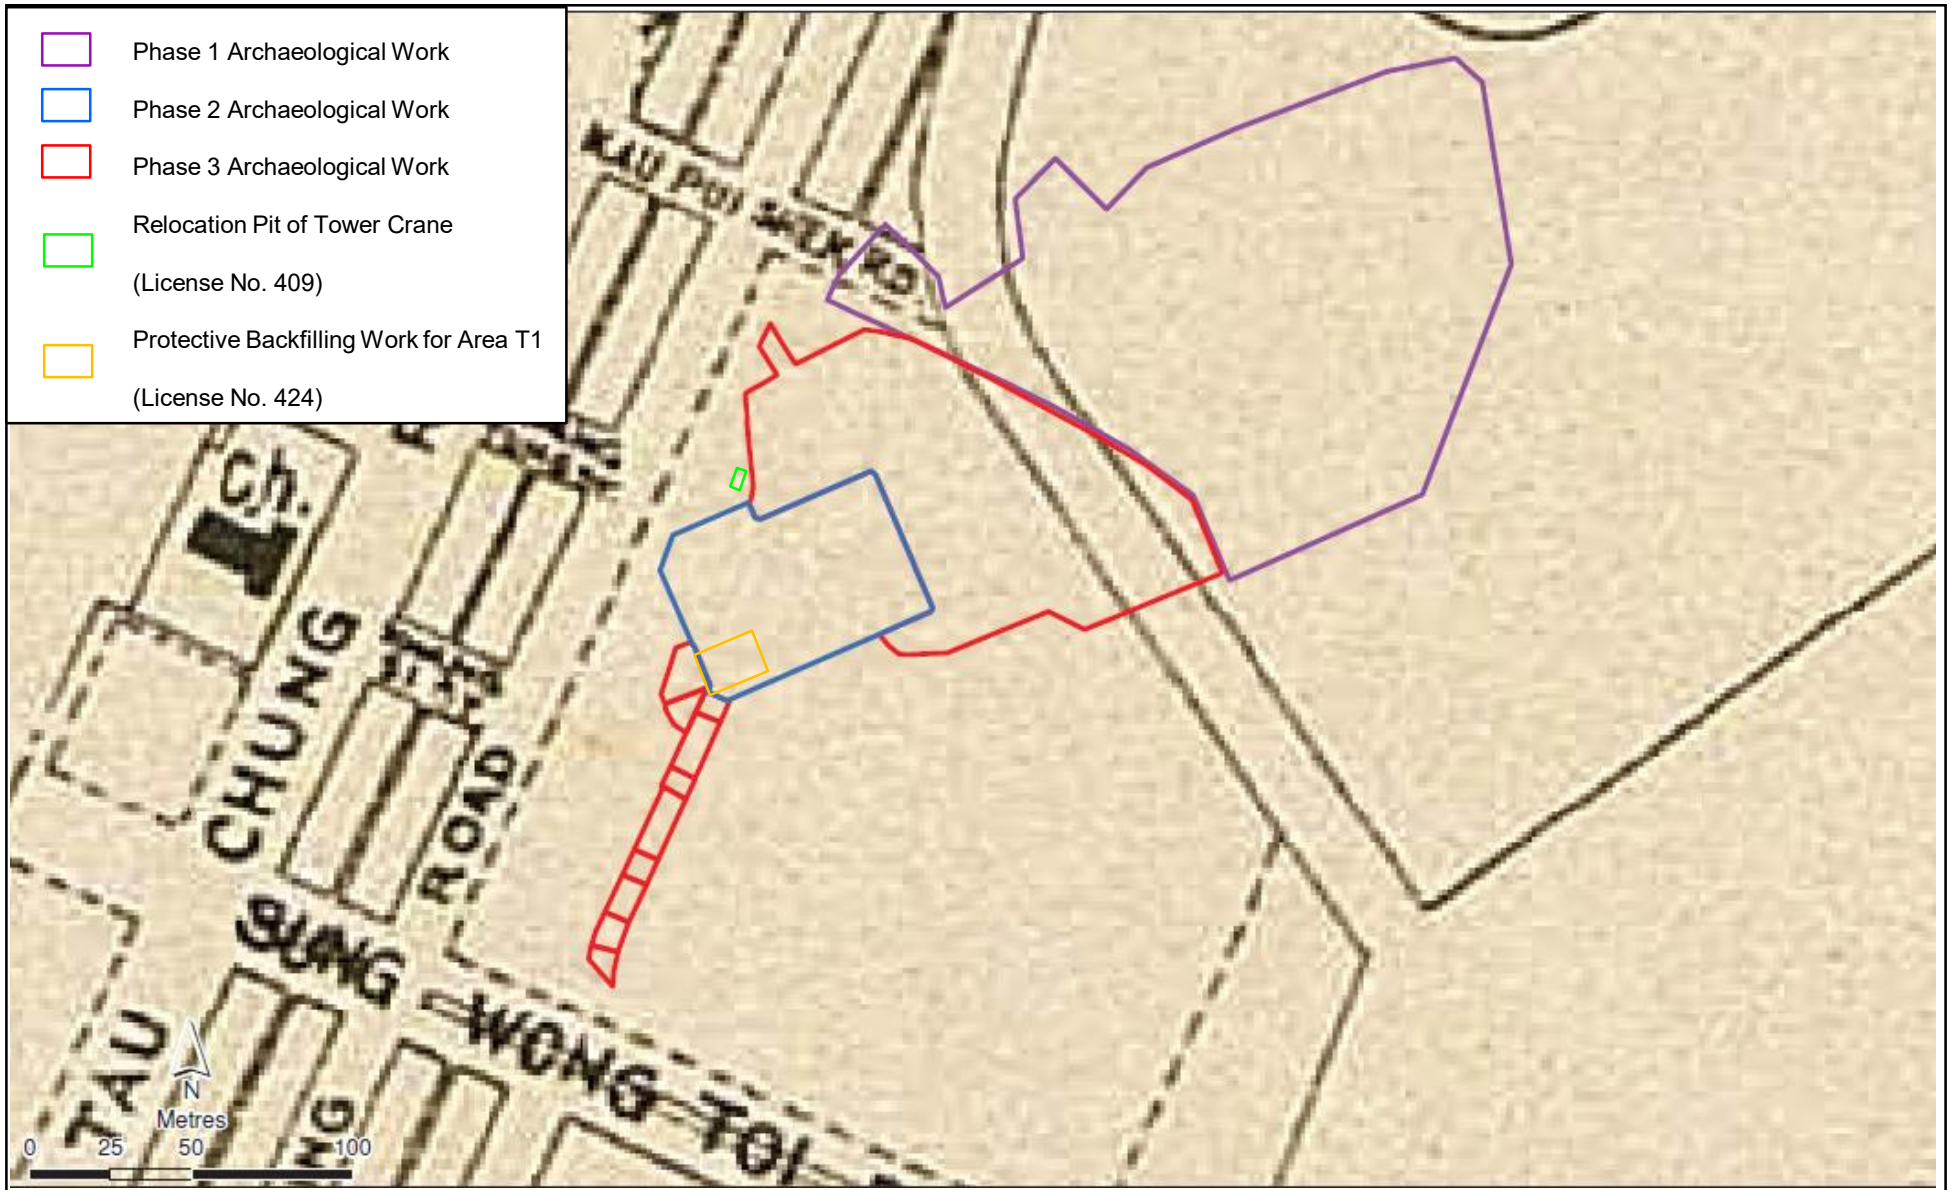 Phase 1 Archaeological Work
Phase 2 Archaeological Work
Phase 3 Archaeological Work
Relocation Pit of Tower Crane
(License No. 409)
Protective Backfilling Work for Area T1
(License No. 424)
KAU PUI SHEK RD
Ch.
CHUNG
ROAD
SUNG WONG TOI
TAU
N
Metres
0 25 50 100